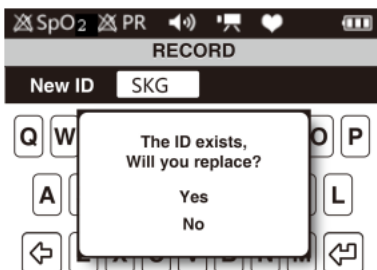 SpO2 PR
RECORD
New ID SKG
Q W O P
The ID exists,
Will you replace?
A L
Yes
No